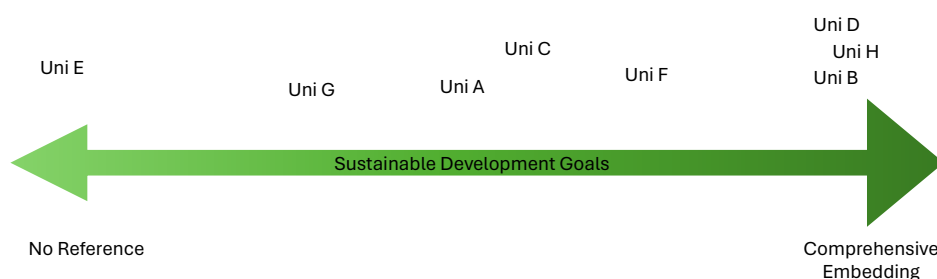 Uni D
Uni C
Uni H
Uni E
Uni F
Uni B
Uni G
Uni A
Sustainable Development Goals
No Reference
Comprehensive
Embedding